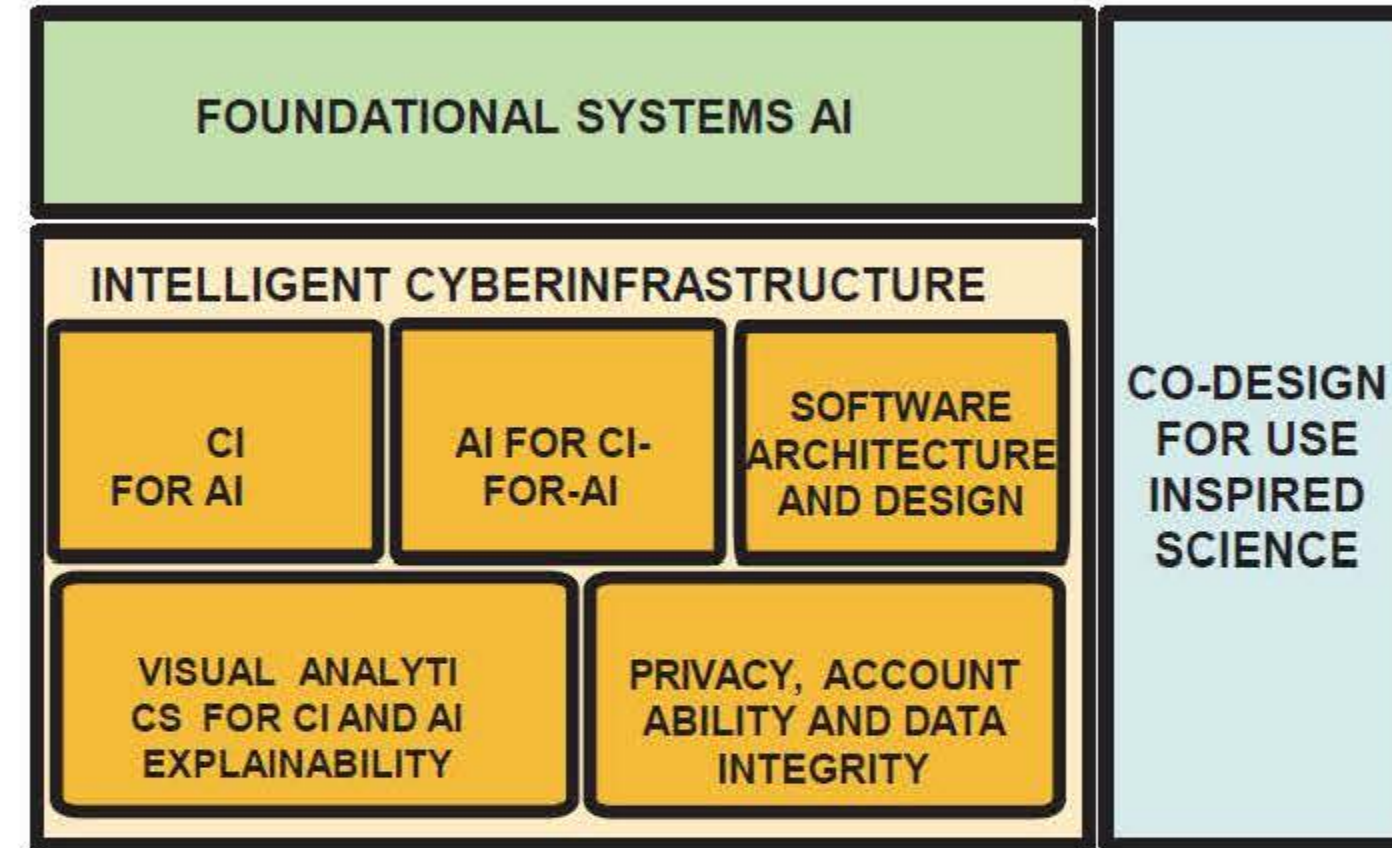 FOUNDATIONAL SYSTEMS AI
INTELLIGENT CYBERINFRASTRUCTURE
CI
FOR AI
AI FOR CI-
FOR-AI
SOFTWARE
ARCHITECTURE
AND DESIGN
VISUAL ANALYTI
CS FOR CI AND AI
EXPLAINABILITY
PRIVACY, ACCOUNT
ABILITY AND DATA
INTEGRITY
CO-DESIGN
FOR USE
INSPIRED
SCIENCE